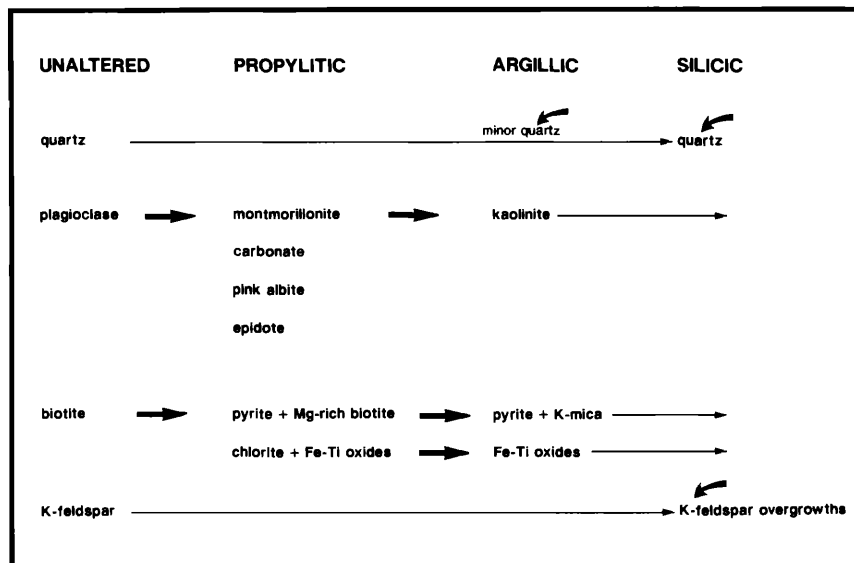 UNALTERED PROPYLITIC ARGILLIC SILICIC
quartz minor quartz quartz
plagioclase montmorillonite kaolinite
carbonate
pink albite
epidote
biotite pyrite + Mg-rich biotite pyrite + K-mica
chlorite + Fe-Ti oxides Fe-Ti oxides
K-feldspar K-feldspar overgrowths